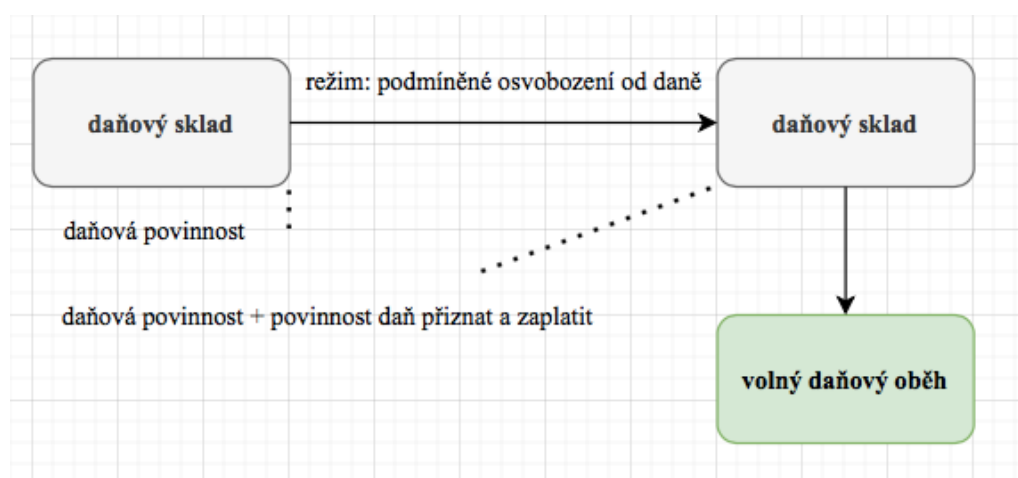 režim: podmíněné osvobození od daně
daňový sklad
daňový sklad
daňová povinnost
daňová povinnost + povinnost daň přiznat a zaplatit
volný daňový oběh